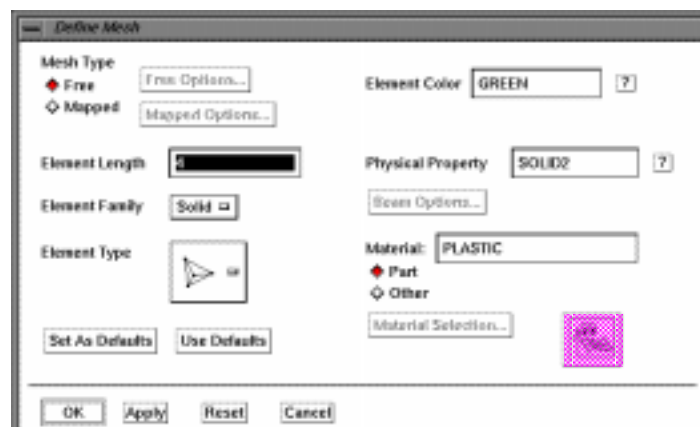 Define Mesh
Mesh Type
Free
Free Options...
Mapped
Mapped Options...
Element Color GREEN ?
Element Length
Physical Property SOLID2 ?
Element Family Solid
Beam Options...
Element Type
Material: PLASTIC
Part
Other
Material Selection...
Set As Defaults Use Defaults
OK Apply Reset Cancel